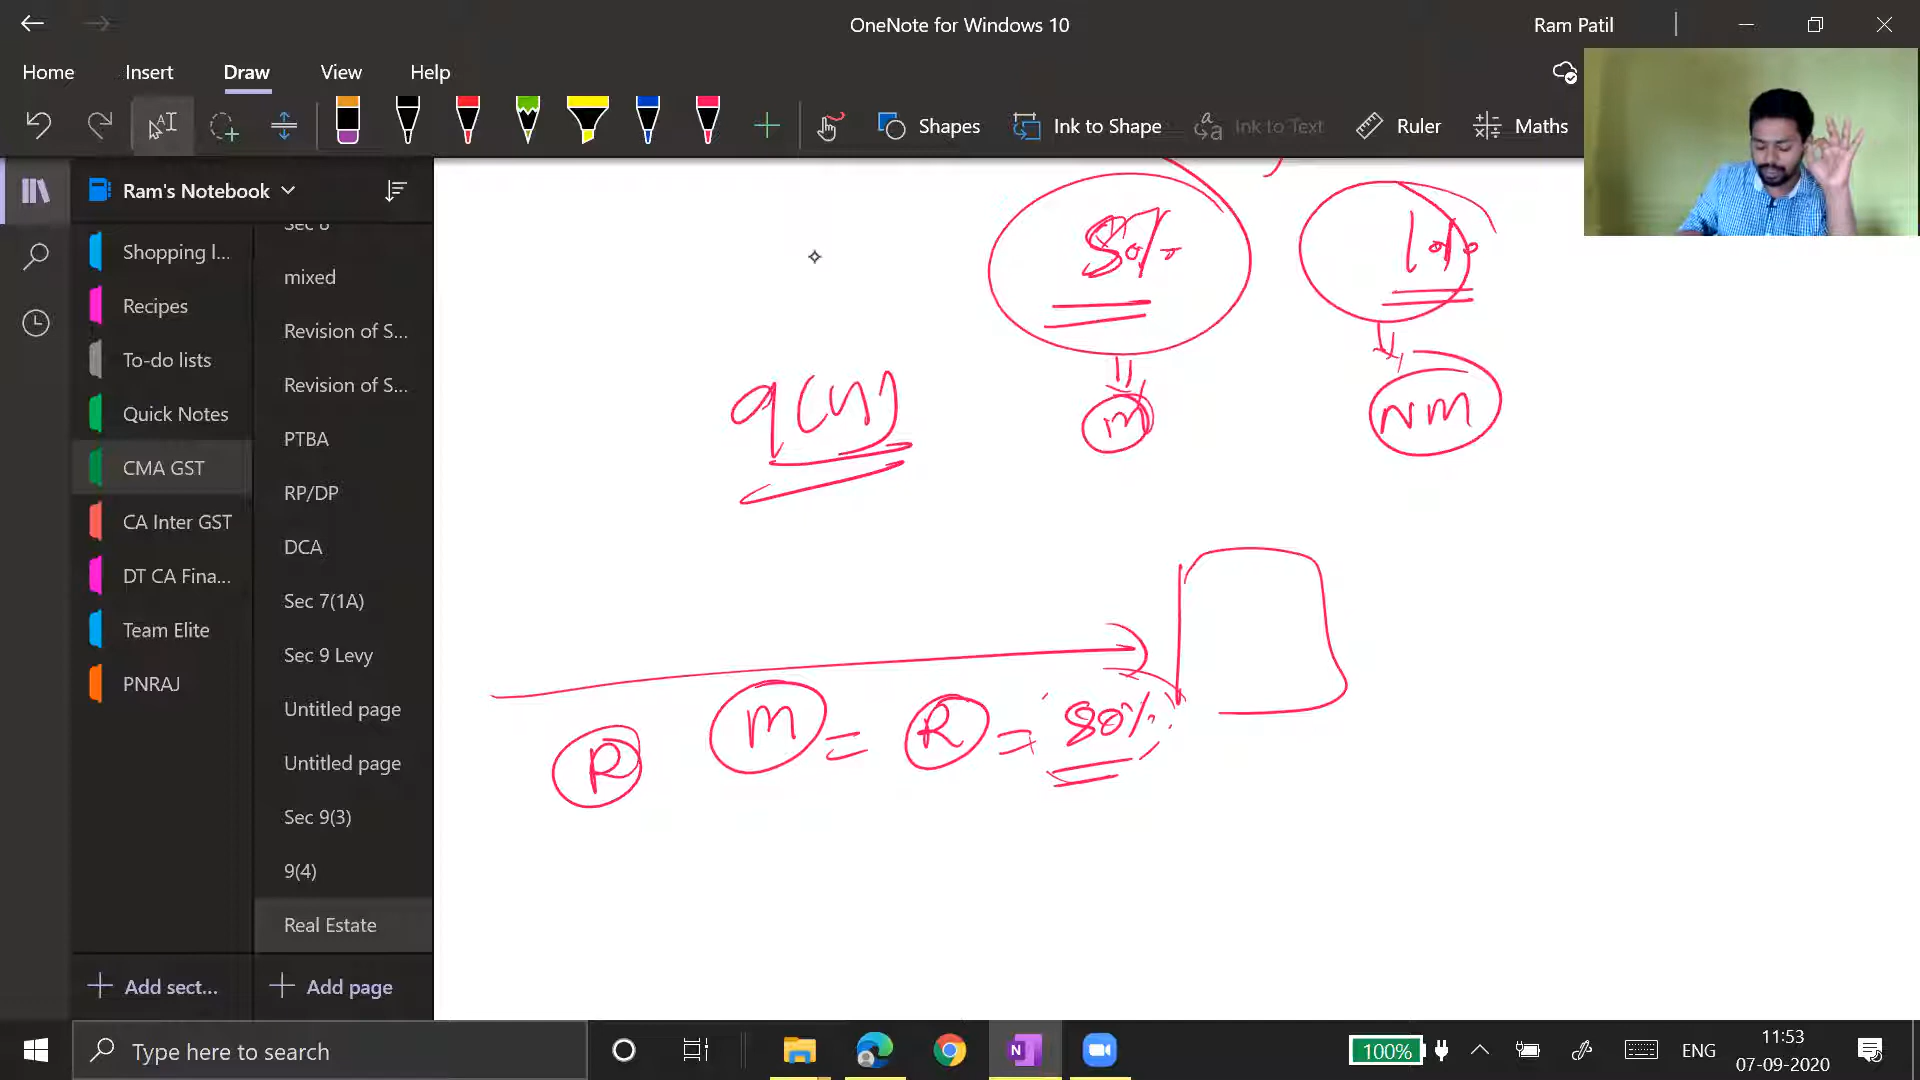 OneNote for Windows 10
Ram Patil
Home
Insert
Draw
View
Help
Shapes
Ink to Shape
Ink to Text
Ruler
Maths
Ram's Notebook
Shopping l...
Recipes
To-do lists
Quick Notes
CMA GST
CA Inter GST
DT CA Fina...
Team Elite
PNRAJ
Sec 8
mixed
Revision of S...
Revision of S...
PTBA
RP/DP
DCA
Sec 7(1A)
Sec 9 Levy
Untitled page
Untitled page
Sec 9(3)
9(4)
Real Estate
Add sect...
Add page
M
NM
9(4)
R
M = R = 80%
Type here to search
N
100%
ENG
11:53
07-09-2020